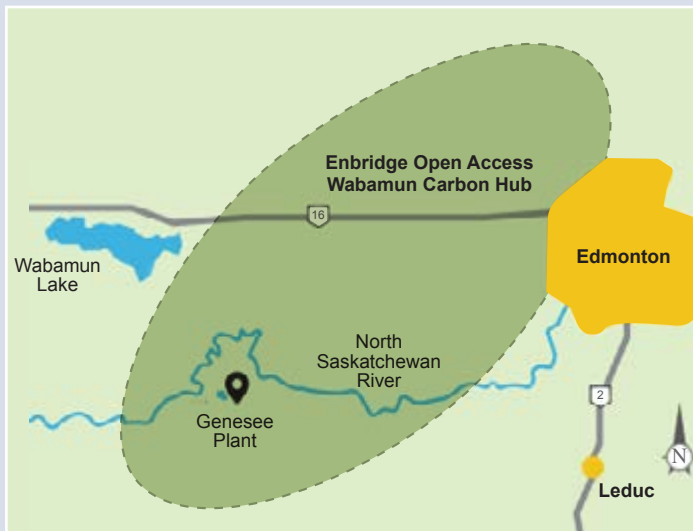 Enbridge Open Access
Wabamun Carbon Hub
16
Edmonton
Wabamun
Lake
North
Saskatchewan
River
Genesee
Plant
2
N
Leduc